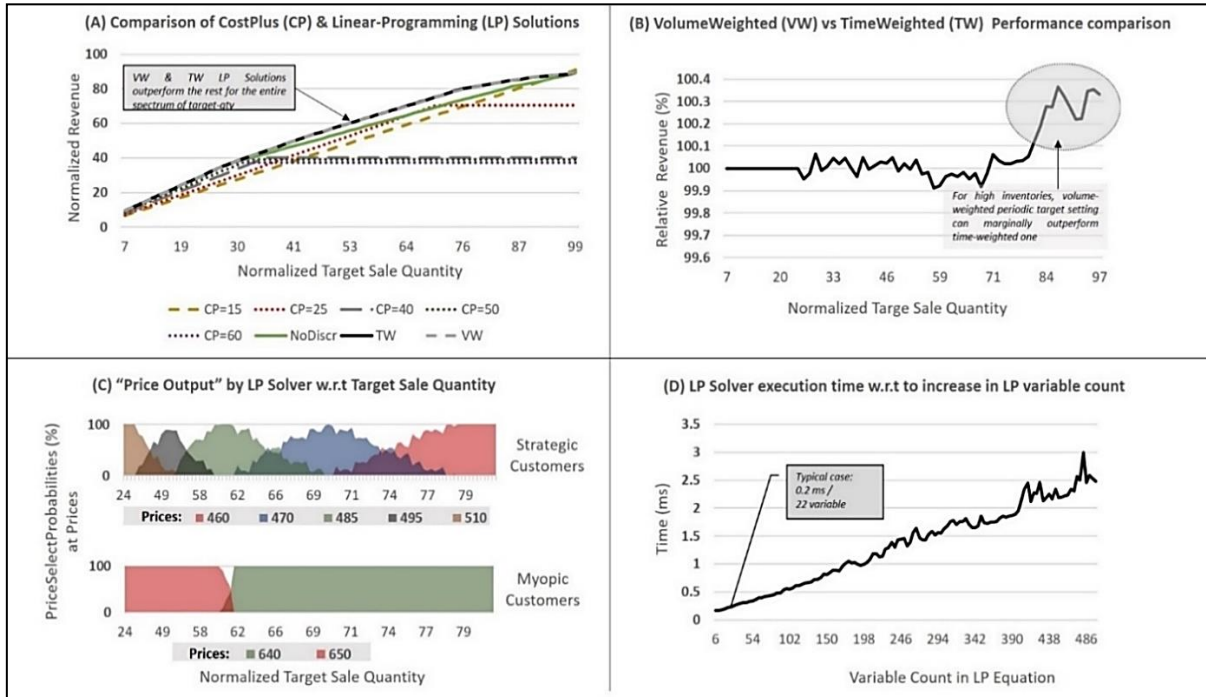 (A) Comparison of CostPlus (CP) & Linear-Programming (LP) Solutions
Normalized Revenue
100
80
60
40
20
0
VW & TW LP Solutions
outperform the rest for the entire
spectrum of target-qty
7 19 30 41 53 64 76 87 99
Normalized Target Sale Quantity
CP=15 CP=25 CP=40 CP=50
CP=60 NoDiscr TW VW
(B) VolumeWeighted (VW) vs TimeWeighted (TW) Performance comparison
Relative Revenue (%)
100.4
100.3
100.2
100.1
100
99.9
99.8
99.7
99.6
For high inventories, volume-
weighted periodic target setting
can marginally outperform
time-weighted one
7 20 33 46 59 71 84 97
Normalized Targe Sale Quantity
(C) “Price Output” by LP Solver w.r.t Target Sale Quantity
PriceSelectProbabilities (%)
at Prices
100
0
Strategic
Customers
24 49 58 62 66 69 70 71 74 77 79
Prices: 460 470 485 495 510
100
0
Myopic
Customers
24 49 58 62 66 69 70 71 74 77 79
Prices: 640 650
Normalized Target Sale Quantity
(D) LP Solver execution time w.r.t to increase in LP variable count
Time (ms)
3.5
3
2.5
2
1.5
1
0.5
0
Typical case:
0.2 ms /
22 variable
6 54 102 150 198 246 294 342 390 438 486
Variable Count in LP Equation